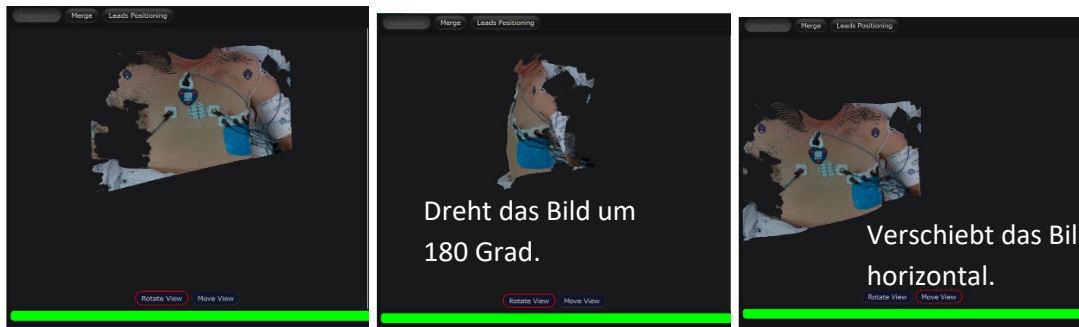 Merge Leads Positioning
Rotate View Move View
Merge Leads Positioning
Dreht das Bild um
180 Grad.
Rotate View Move View
Merge Leads Positioning
Verschiebt das Bil
horizontal.
Rotate View Move View